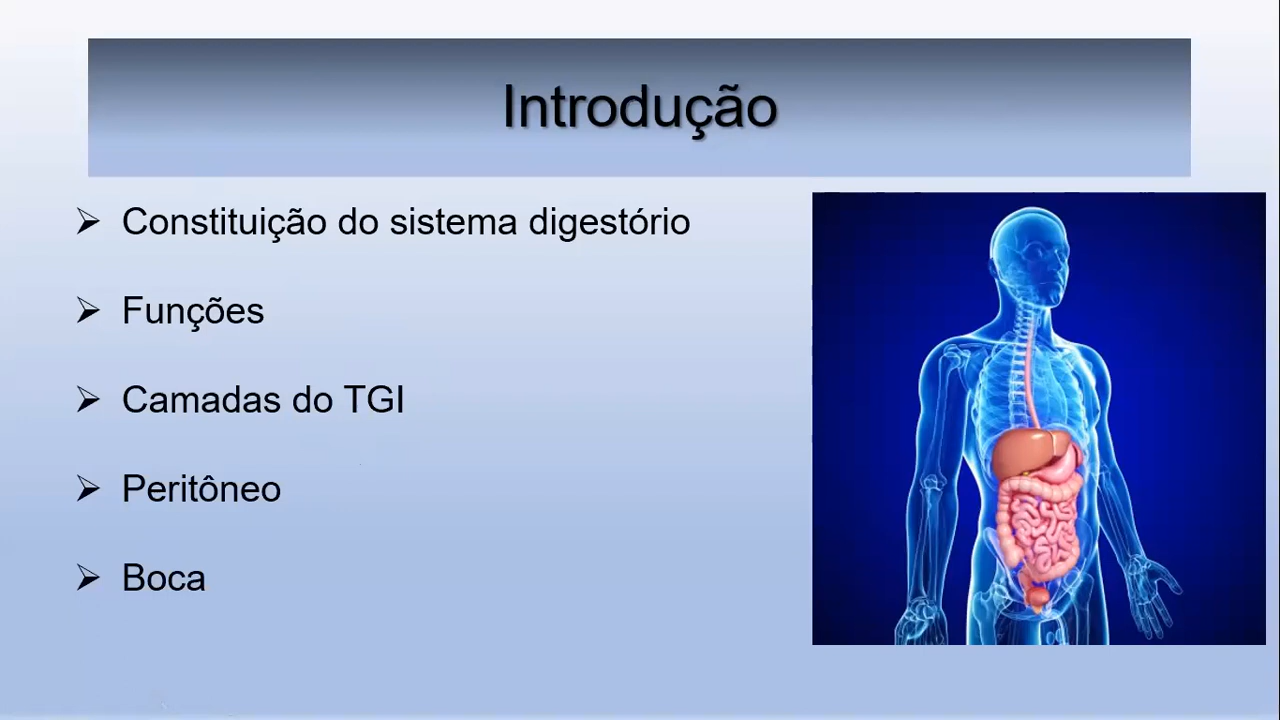 Introdução
Constituição do sistema digestório
Funções
Camadas do TGI
Peritôneo
Boca